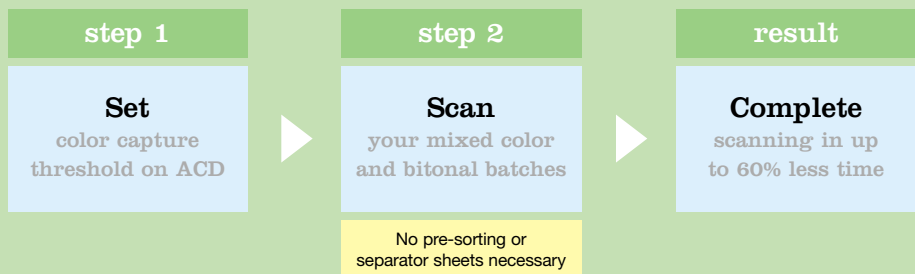 step 1
Set
color capture
threshold on ACD
step 2
Scan
your mixed color
and bitonal batches
No pre-sorting or
separator sheets necessary
result
Complete
scanning in up
to 60% less time